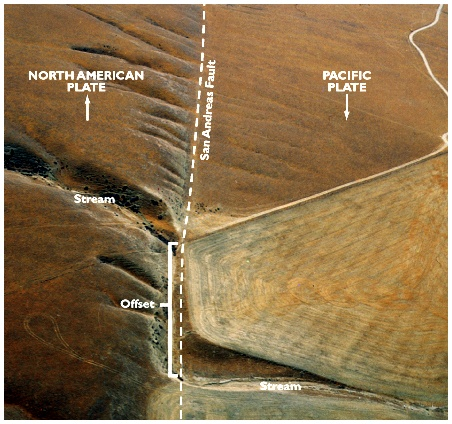 NORTH AMERICAN
PLATE
PACIFIC
PLATE
San Andreas Fault
Stream
Offset
Stream